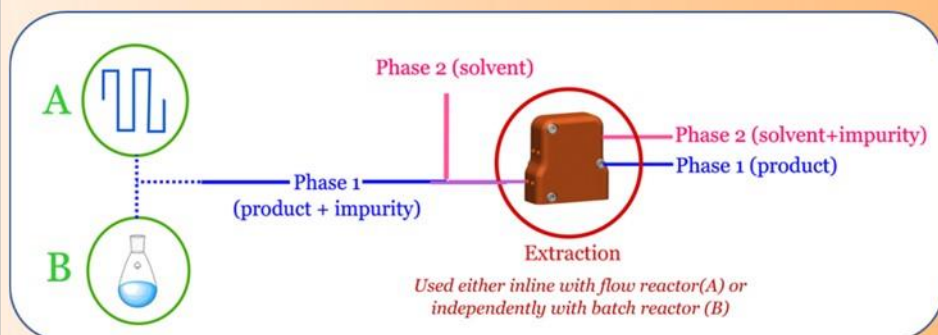 A
Phase 2 (solvent)
Phase 2 (solvent+impurity)
Phase 1 (product)
Phase 1
(product + impurity)
B
Extraction
Used either inline with flow reactor(A) or
independently with batch reactor (B)